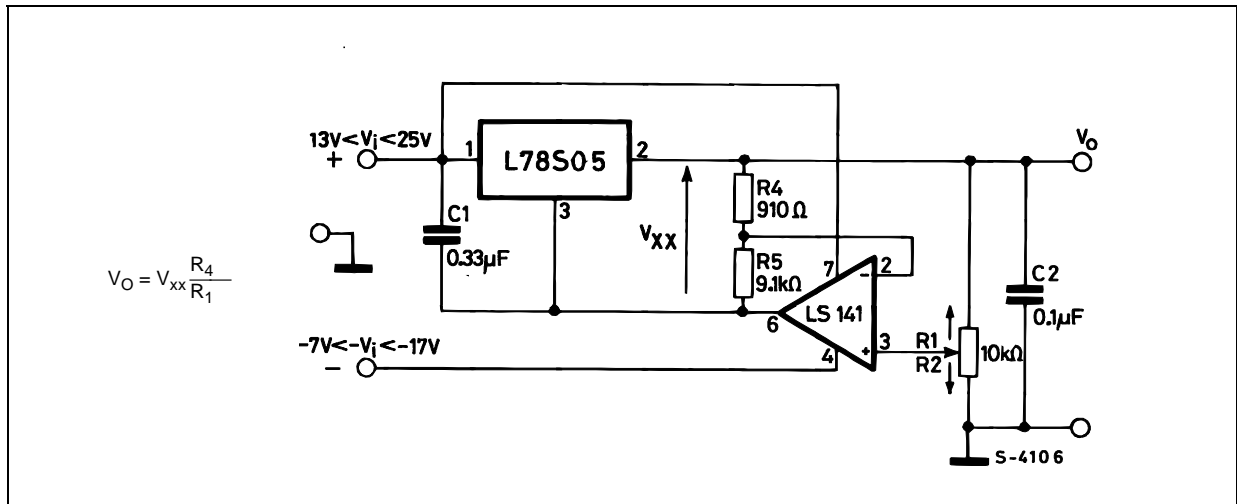 13V<Vi<25V
+
1
L78S05
2
3
C1
0.33µF
VXX
R4
910Ω
R5
9.1kΩ
7
2
-
LS 141
6
+
3
4
R1
R2
10kΩ
C2
0.1µF
VO
VO = Vxx R4
R1
-7V<-Vi<-17V
-
S-4106